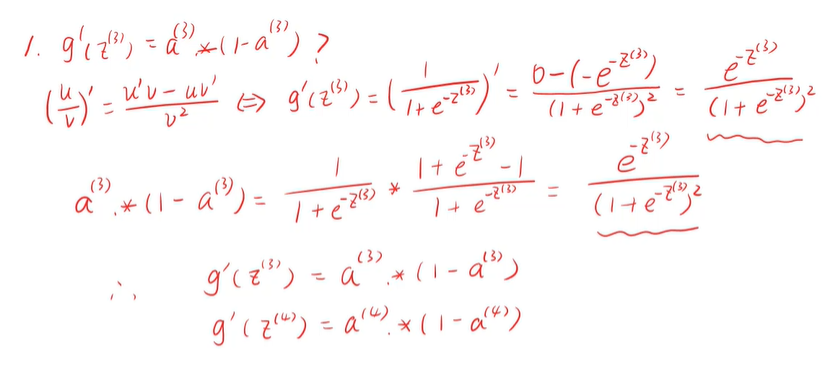 1. g'(z^{(3)}) = a^{(3)}.*(1-a^{(3)}) ?
(\frac{u}{v})' = \frac{u'v - uv'}{v^2} ⇔ g'(z^{(3)}) = (\frac{1}{1+e^{-z^{(3)}}})' = \frac{0-(-e^{-z^{(3)}})}{(1+e^{-z^{(3)}})^2} = \frac{e^{-z^{(3)}}}{(1+e^{-z^{(3)}})^2}
a^{(3)}.*(1-a^{(3)}) = \frac{1}{1+e^{-z^{(3)}}} * \frac{1+e^{-z^{(3)}}-1}{1+e^{-z^{(3)}}} = \frac{e^{-z^{(3)}}}{(1+e^{-z^{(3)}})^2}
∴ g'(z^{(3)}) = a^{(3)}.*(1-a^{(3)})
g'(z^{(4)}) = a^{(4)}.*(1-a^{(4)})